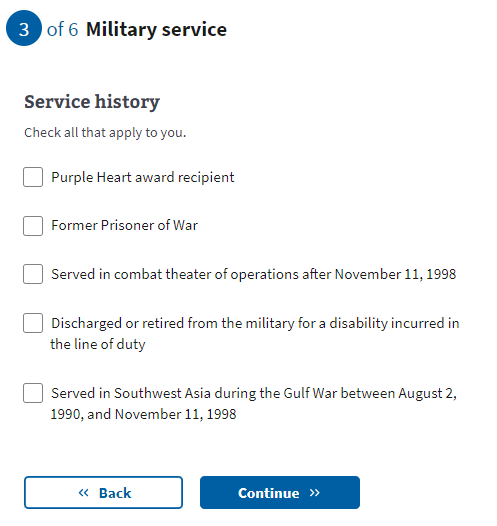 3 of 6 Military service
Service history
Check all that apply to you.
Purple Heart award recipient
Former Prisoner of War
Served in combat theater of operations after November 11, 1998
Discharged or retired from the military for a disability incurred in
the line of duty
Served in Southwest Asia during the Gulf War between August 2,
1990, and November 11, 1998
« Back
Continue »